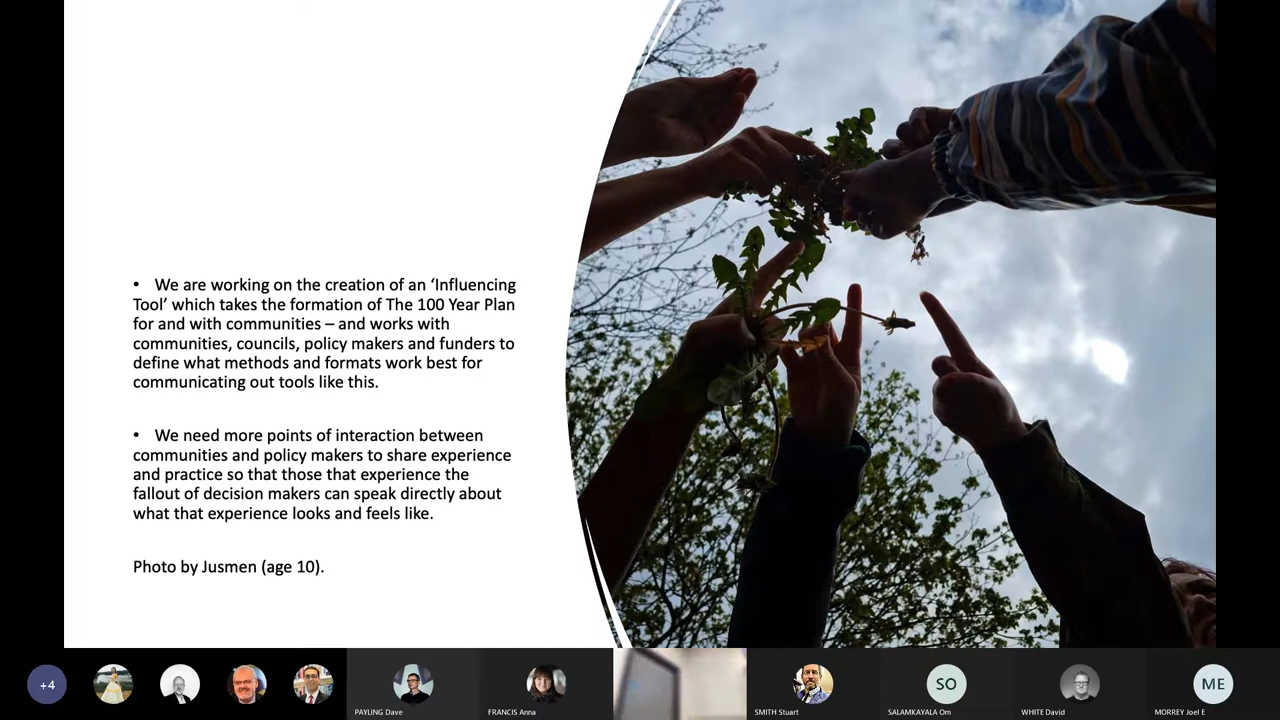 • We are working on the creation of an ‘Influencing
Tool’ which takes the formation of The 100 Year Plan
for and with communities – and works with
communities, councils, policy makers and funders to
define what methods and formats work best for
communicating out tools like this.
• We need more points of interaction between
communities and policy makers to share experience
and practice so that those that experience the
fallout of decision makers can speak directly about
what that experience looks and feels like.
Photo by Jusmen (age 10).
+4
PAYLING Dave
FRANCIS Anna
SMITH Stuart
SO
SALAMKAYALA Om
WHITE David
ME
MORREY Joel E